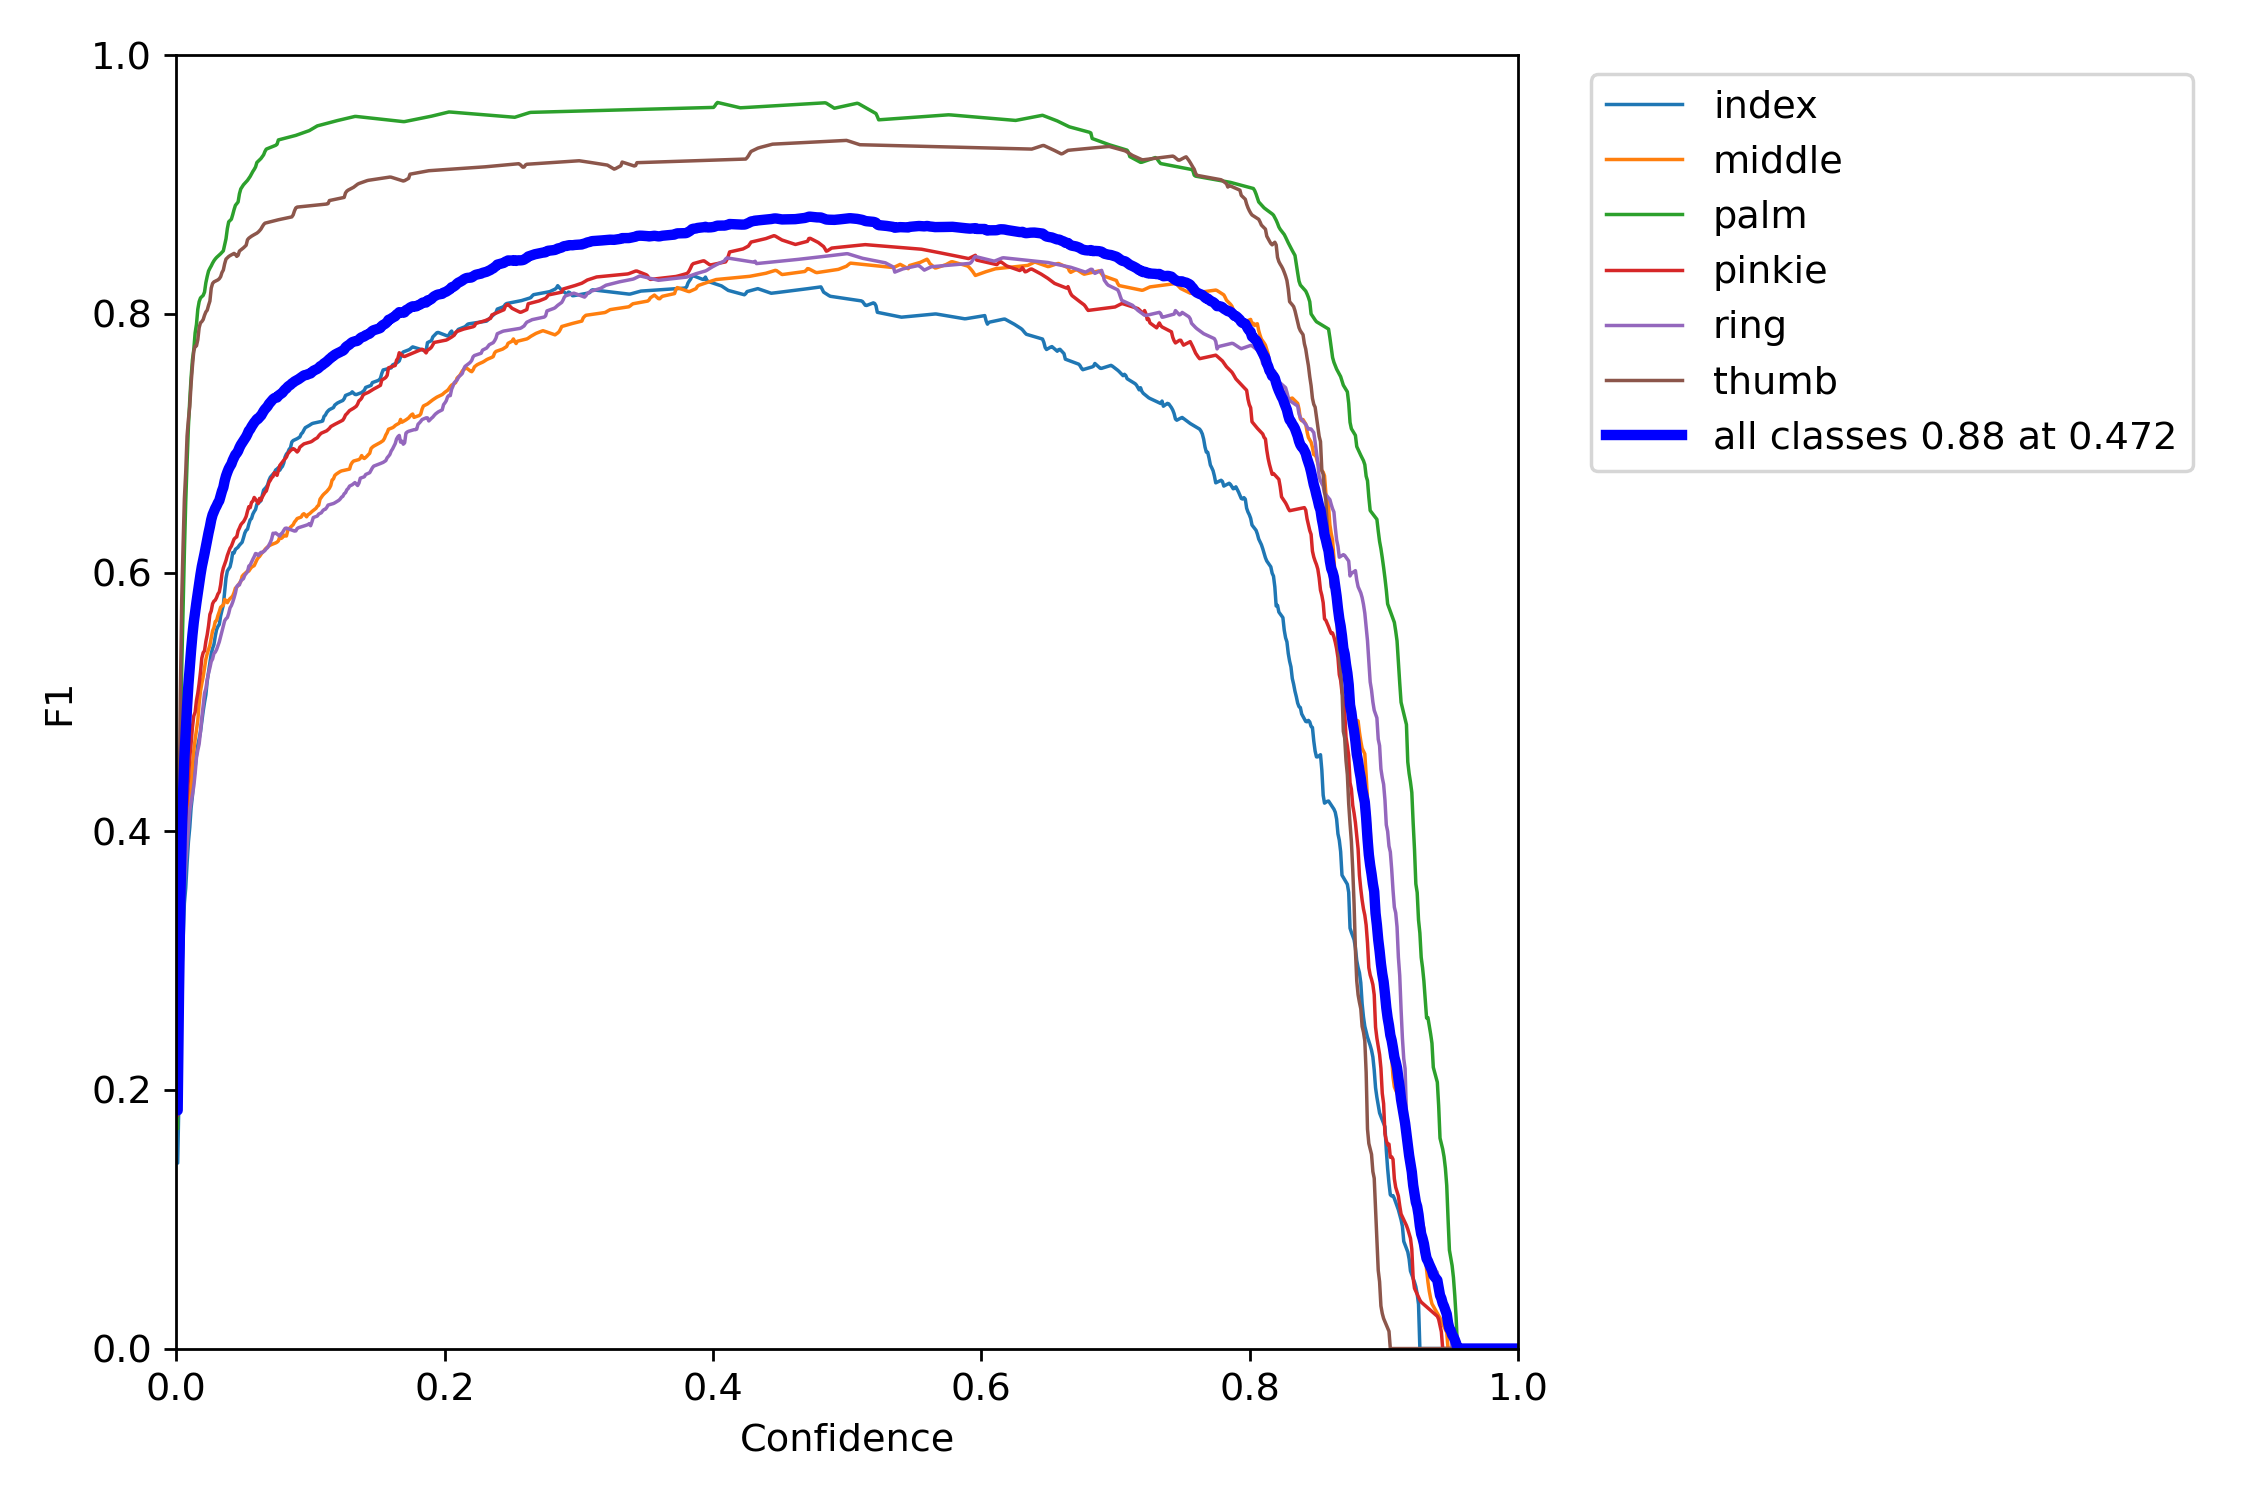 1.0
0.8
0.6
0.4
0.2
0.0
F1
0.0 0.2 0.4 0.6 0.8 1.0
Confidence
index
middle
palm
pinkie
ring
thumb
all classes 0.88 at 0.472